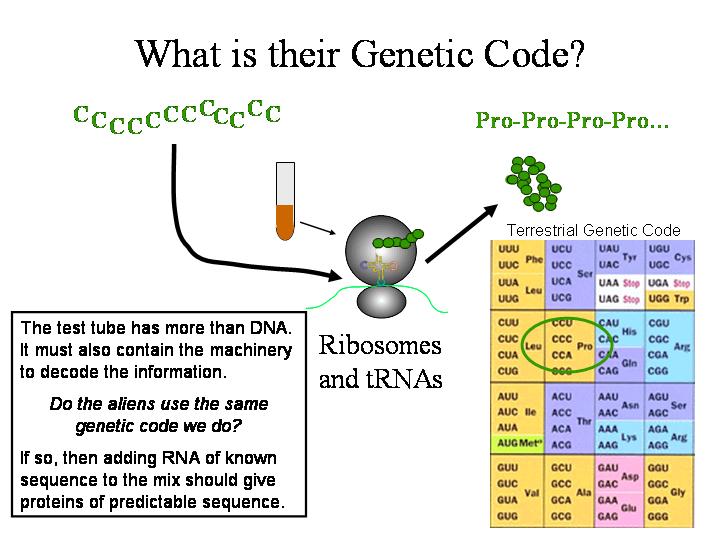 What is their Genetic Code?
CCCCCCCCCCCC
Pro-Pro-Pro-Pro...
Terrestrial Genetic Code
UUU
UUC
Phe
UUA
UUG
Leu
UCU
UCC
UCA
UCG
Ser
UAU
UAC
Tyr
UAA Stop
UAG Stop
UGU
UGC
Cys
UGA Stop
UGG Trp
CUU
CUC
CUA
CUG
Leu
CCU
CCC
CCA
CCG
Pro
CAU
CAC
His
CAA
CAG
Gln
CGU
CGC
CGA
CGG
Arg
AUU
AUC
AUA
Ile
AUG Met*
ACU
ACC
ACA
ACG
Thr
AAU
AAC
Asn
AAA
AAG
Lys
AGU
AGC
Ser
AGA
AGG
Arg
GUU
GUC
GUA
GUG
Val
GCU
GCC
GCA
GCG
Ala
GAU
GAC
Asp
GAA
GAG
Glu
GGU
GGC
GGA
GGG
Gly
Ribosomes
and tRNAs
The test tube has more than DNA.
It must also contain the machinery
to decode the information.
Do the aliens use the same
genetic code we do?
If so, then adding RNA of known
sequence to the mix should give
proteins of predictable sequence.